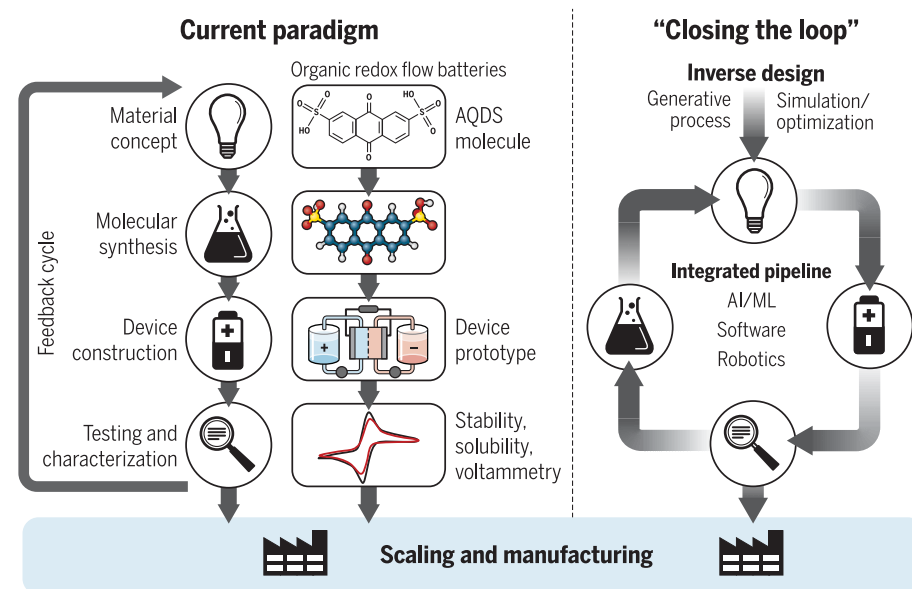 Current paradigm
Organic redox flow batteries
Material
concept
Molecular
synthesis
Device
construction
Testing and
characterization
Feedback cycle
O
O
S
HO
O
O
HO
O
S
O
AQDS
molecule
+
−
Device
prototype
Stability,
solubility,
voltammetry
“Closing the loop”
Inverse design
Generative
process
Simulation/
optimization
Integrated pipeline
AI/ML
Software
Robotics
Scaling and manufacturing